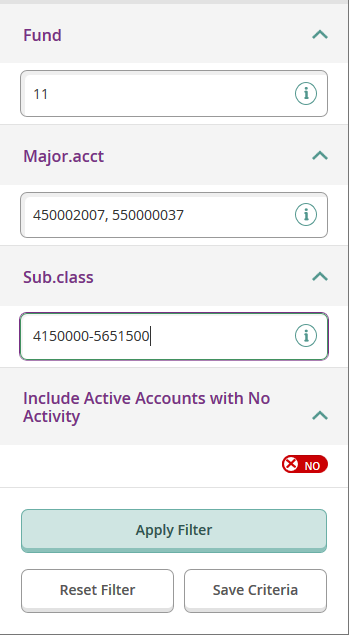 Fund
11
Major.acct
450002007, 550000037
Sub.class
4150000-5651500
Include Active Accounts with No
Activity
NO
Apply Filter
Reset Filter
Save Criteria